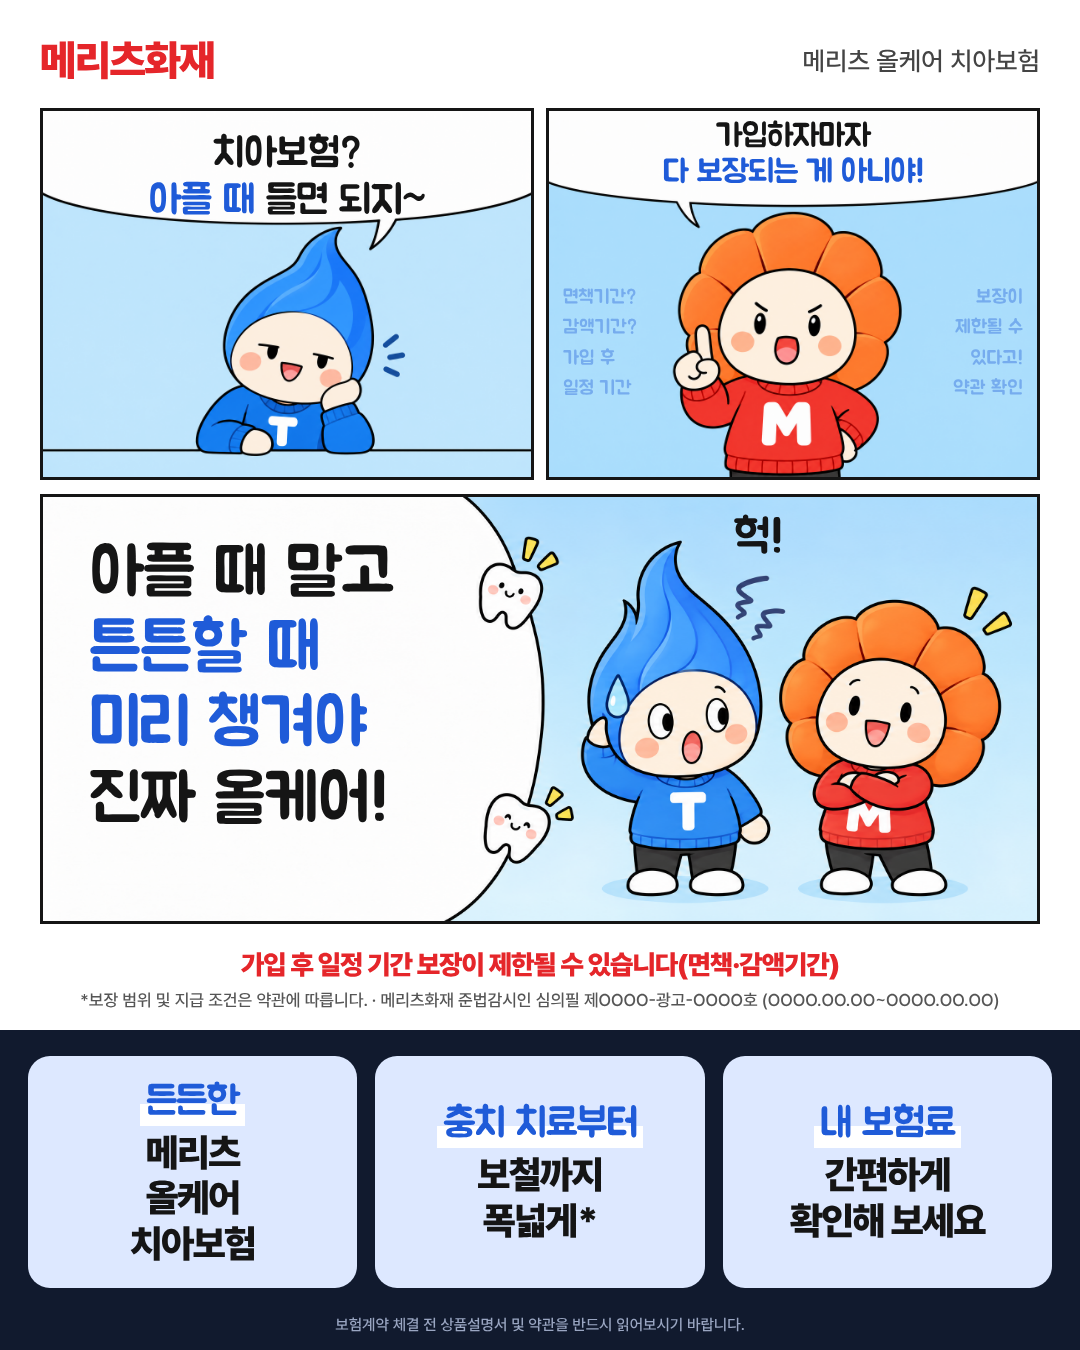 메리츠화재
메리츠 올케어 치아보험
치아보험?
아플 때 들면 되지~
T
가입하자마자
다 보장되는 게 아니야!
면책기간?
감액기간?
가입 후
일정 기간
보장이
제한될 수
있다고!
약관 확인
M
아플 때 말고
튼튼할 때
미리 챙겨야
진짜 올케어!
헉!
T
M
가입 후 일정 기간 보장이 제한될 수 있습니다(면책·감액기간)
*보장 범위 및 지급 조건은 약관에 따릅니다. · 메리츠화재 준법감시인 심의필 제OOOO-광고-OOOO호 (OOOO.OO.OO~OOOO.OO.OO)
든든한
메리츠
올케어
치아보험
충치 치료부터
보철까지
폭넓게*
내 보험료
간편하게
확인해 보세요
보험계약 체결 전 상품설명서 및 약관을 반드시 읽어보시기 바랍니다.